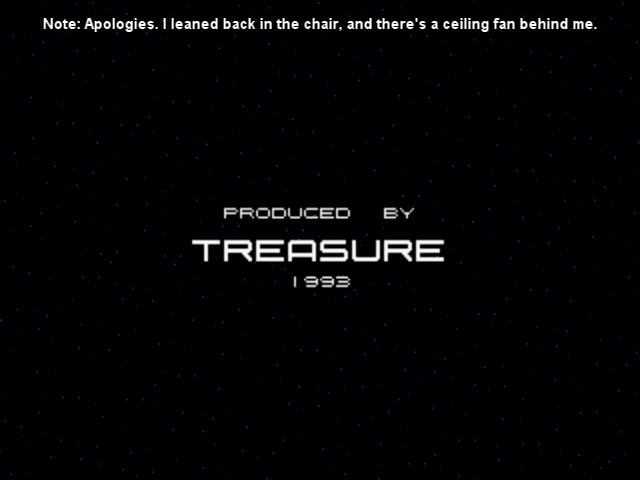 Note: Apologies. I leaned back in the chair, and there's a ceiling fan behind me.
PRODUCED BY
TREASURE
1993